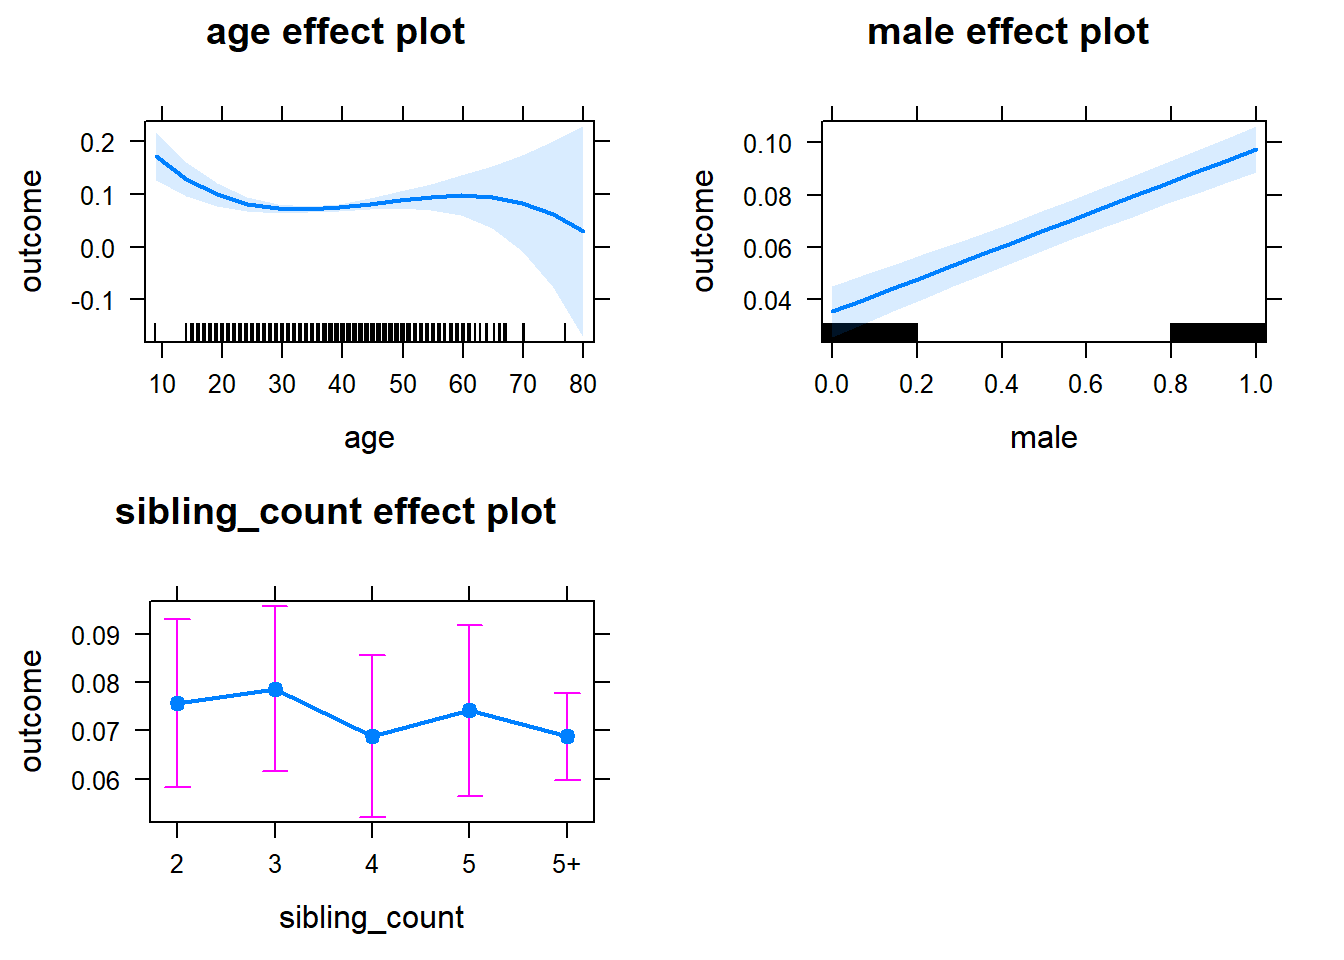 age effect plot
outcome
0.2
0.1
0.0
-0.1
10 20 30 40 50 60 70 80
age
male effect plot
outcome
0.10
0.08
0.06
0.04
0.0 0.2 0.4 0.6 0.8 1.0
male
sibling_count effect plot
outcome
0.09
0.08
0.07
0.06
2 3 4 5 5+
sibling_count